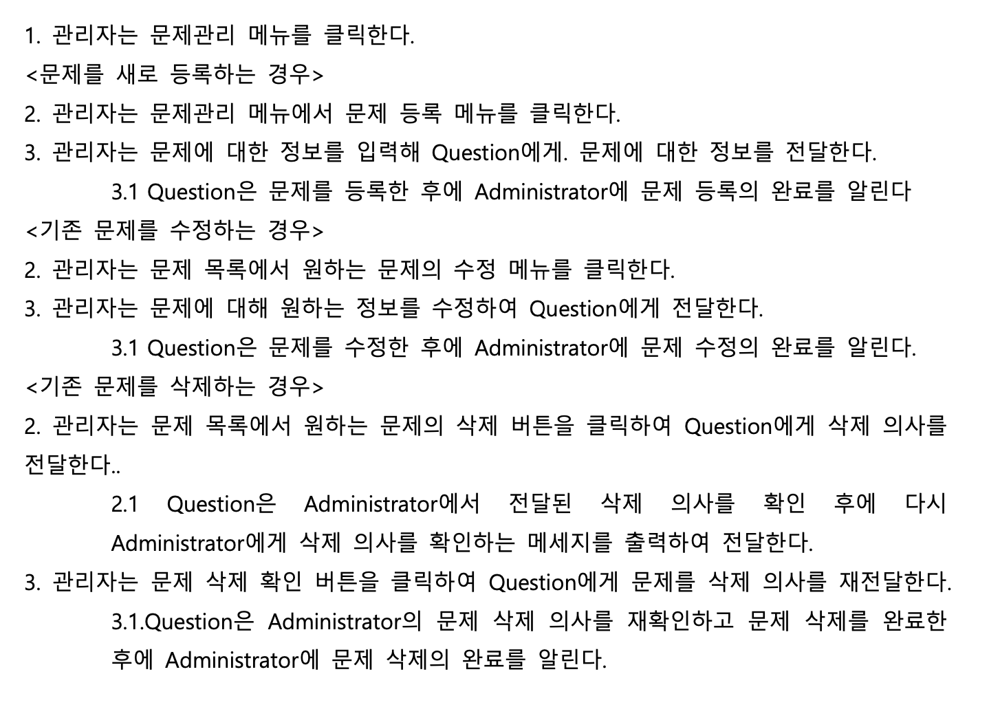 1. 관리자는 문제관리 메뉴를 클릭한다.
<문제를 새로 등록하는 경우>
2. 관리자는 문제관리 메뉴에서 문제 등록 메뉴를 클릭한다.
3. 관리자는 문제에 대한 정보를 입력해 Question에게. 문제에 대한 정보를 전달한다.
3.1 Question은 문제를 등록한 후에 Administrator에 문제 등록의 완료를 알린다
<기존 문제를 수정하는 경우>
2. 관리자는 문제 목록에서 원하는 문제의 수정 메뉴를 클릭한다.
3. 관리자는 문제에 대해 원하는 정보를 수정하여 Question에게 전달한다.
3.1 Question은 문제를 수정한 후에 Administrator에 문제 수정의 완료를 알린다.
<기존 문제를 삭제하는 경우>
2. 관리자는 문제 목록에서 원하는 문제의 삭제 버튼을 클릭하여 Question에게 삭제 의사를
전달한다..
2.1 Question은 Administrator에서 전달된 삭제 의사를 확인 후에 다시
Administrator에게 삭제 의사를 확인하는 메세지를 출력하여 전달한다.
3. 관리자는 문제 삭제 확인 버튼을 클릭하여 Question에게 문제를 삭제 의사를 재전달한다.
3.1.Question은 Administrator의 문제 삭제 의사를 재확인하고 문제 삭제를 완료한
후에 Administrator에 문제 삭제의 완료를 알린다.